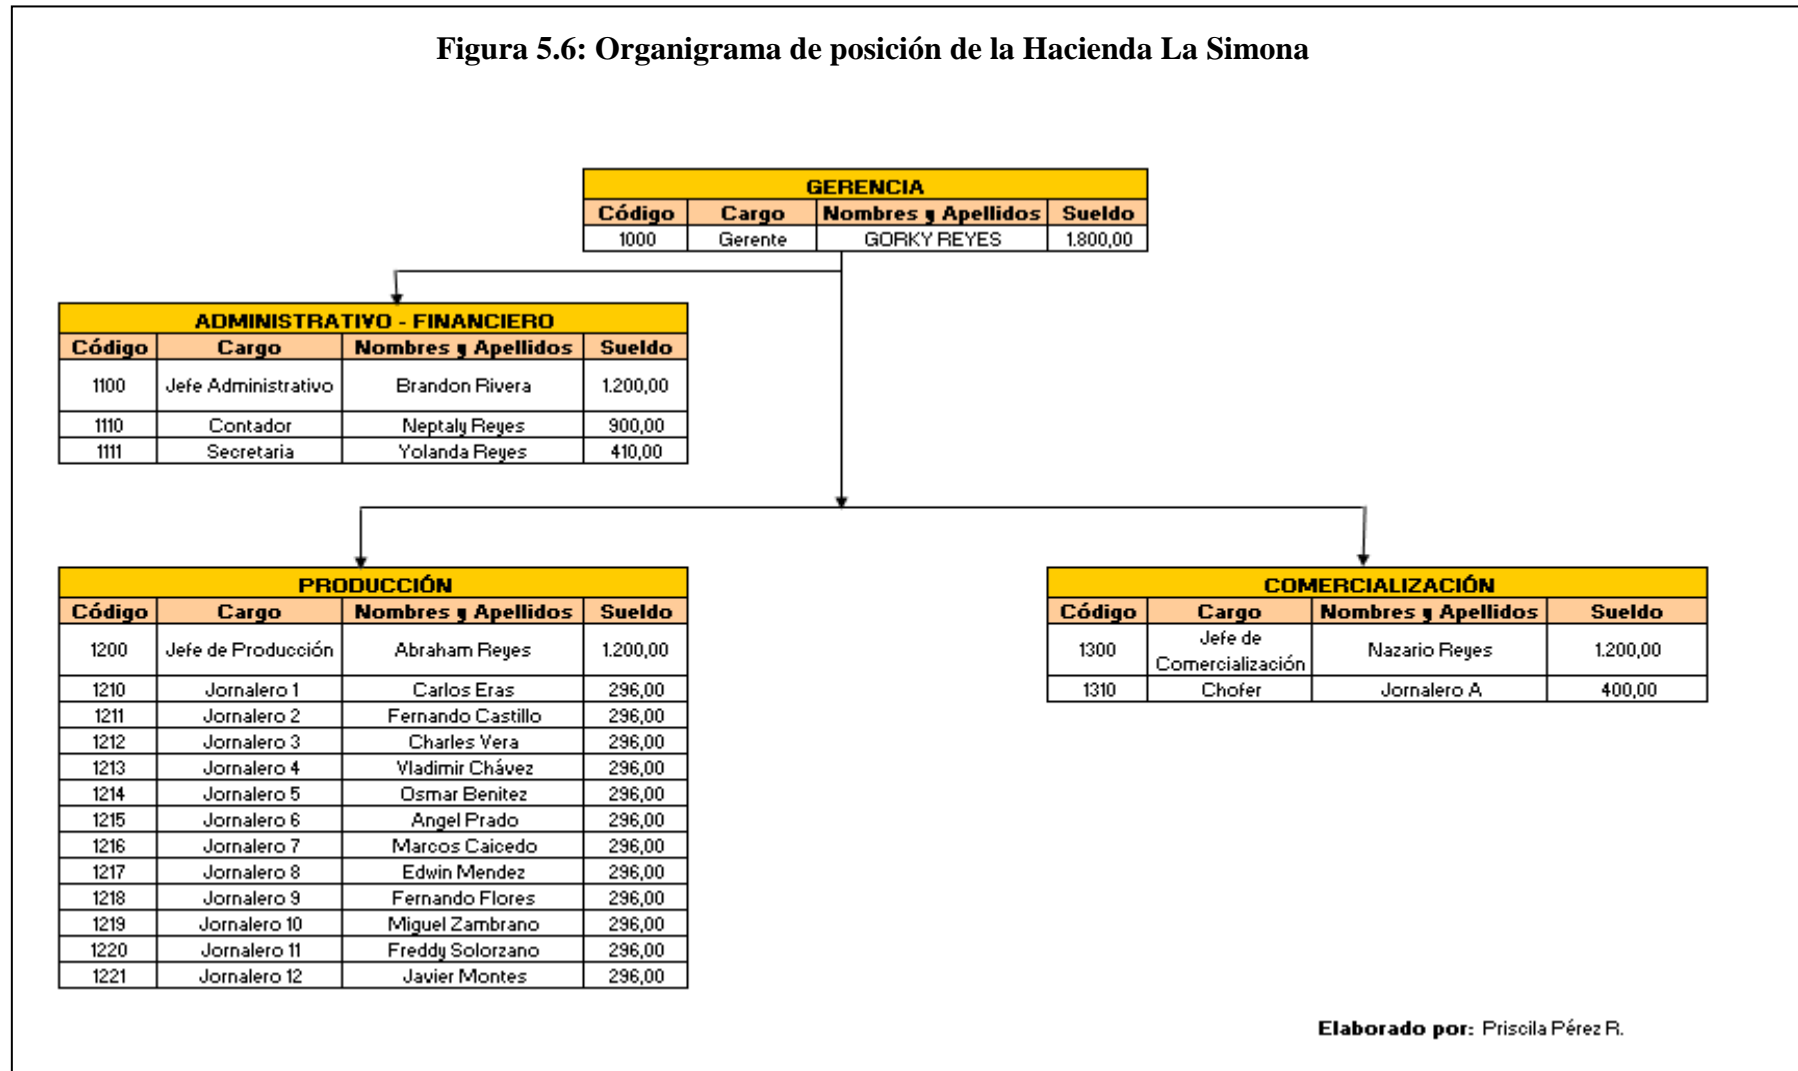 Figura 5.6: Organigrama de posición de la Hacienda La Simona
GERENCIA
Código Cargo Nombres y Apellidos Sueldo
1000 Gerente GORKY REYES 1.800,00
ADMINISTRATIVO - FINANCIERO
Código Cargo Nombres y Apellidos Sueldo
1100 Jefe Administrativo Brandon Rivera 1.200,00
1110 Contador Neptaly Reyes 900,00
1111 Secretaria Yolanda Reyes 410,00
PRODUCCIÓN
Código Cargo Nombres y Apellidos Sueldo
1200 Jefe de Producción Abraham Reyes 1.200,00
1210 Jornalero 1 Carlos Eras 296,00
1211 Jornalero 2 Fernando Castillo 296,00
1212 Jornalero 3 Charles Vera 296,00
1213 Jornalero 4 Vladimir Chávez 296,00
1214 Jornalero 5 Osmar Benitez 296,00
1215 Jornalero 6 Angel Prado 296,00
1216 Jornalero 7 Marcos Caicedo 296,00
1217 Jornalero 8 Edwin Mendez 296,00
1218 Jornalero 9 Fernando Flores 296,00
1219 Jornalero 10 Miguel Zambrano 296,00
1220 Jornalero 11 Freddy Solorzano 296,00
1221 Jornalero 12 Javier Montes 296,00
COMERCIALIZACIÓN
Código Cargo Nombres y Apellidos Sueldo
1300 Jefe de
Comercialización Nazario Reyes 1.200,00
1310 Chofer Jornalero A 400,00
Elaborado por: Priscila Pérez R.